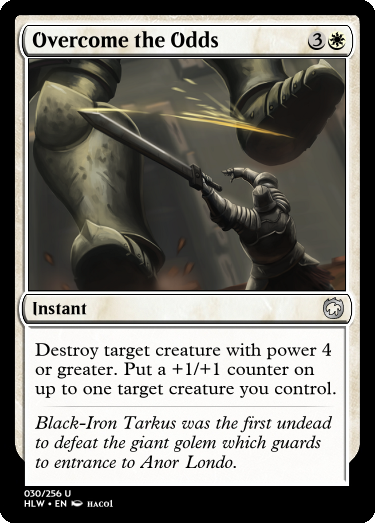 Overcome the Odds 3
Instant
Destroy target creature with power 4
or greater. Put a +1/+1 counter on
up to one target creature you control.
Black-Iron Tarkus was the first undead
to defeat the giant golem which guards
to entrance to Anor Londo.
030/256 U
HLW • EN HACO1